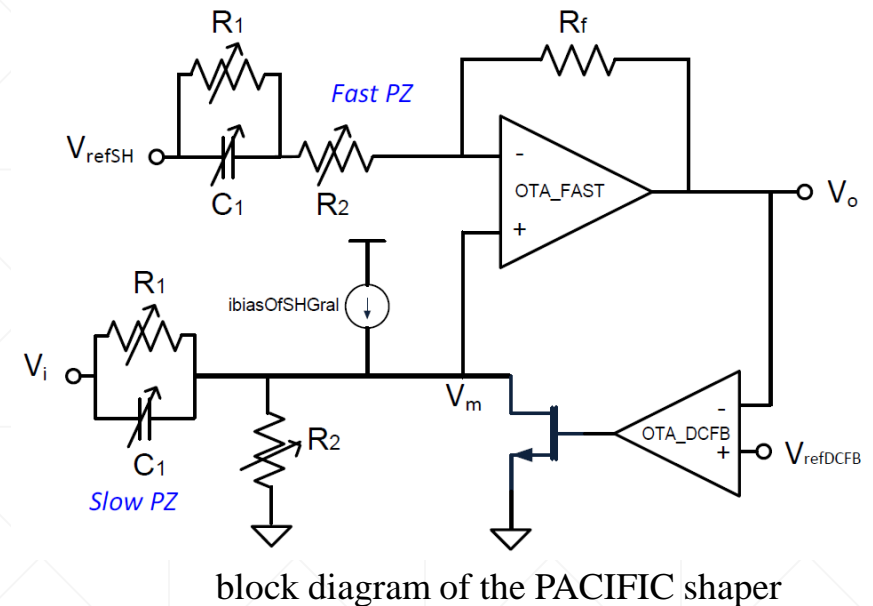 R1
Rf
Fast PZ
VrefSH
C1
R2
-
OTA_FAST
+
Vo
R1
ibiasOfSHGral
Vi
Vm
C1
R2
Slow PZ
-
OTA_DCFB
+
VrefDCFB
block diagram of the PACIFIC shaper